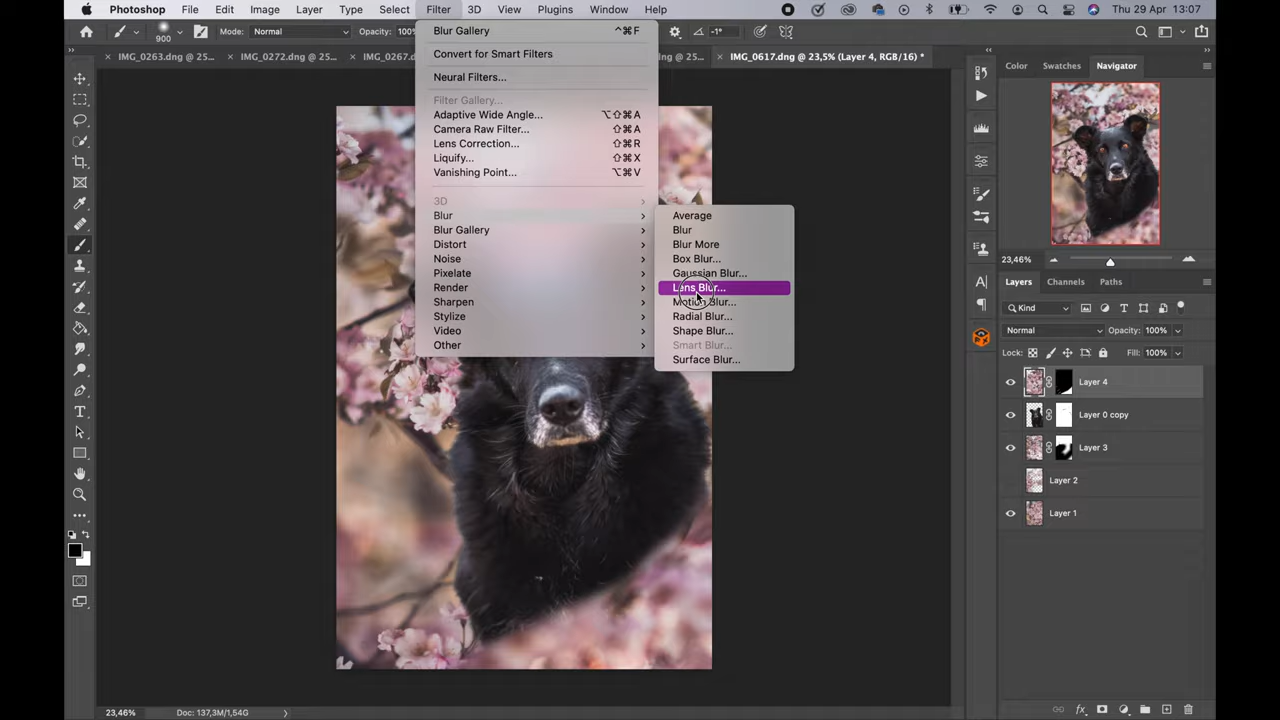 Photoshop File Edit Image Layer Type Select Filter 3D View Plugins Window Help Thu 29 Apr 13:07
900 Mode: Normal Opacity: 100% -1°
IMG_0263.dng @ 25... IMG_0272.dng @ 25... IMG_0267. @ 25... IMG_0617.dng @ 23,5% (Layer 4, RGB/16) *
Blur Gallery ^⌘F
Convert for Smart Filters
Neural Filters...
Filter Gallery...
Adaptive Wide Angle... ⌥⇧⌘A
Camera Raw Filter... ⇧⌘A
Lens Correction... ⇧⌘R
Liquify... ⇧⌘X
Vanishing Point... ⌥⌘V
3D
Blur
Blur Gallery
Distort
Noise
Pixelate
Render
Sharpen
Stylize
Video
Other
Average
Blur
Blur More
Box Blur...
Gaussian Blur...
Lens Blur...
Motion Blur...
Radial Blur...
Shape Blur...
Smart Blur...
Surface Blur...
Color Swatches Navigator
23,46%
Layers Channels Paths
Kind
Normal Opacity: 100%
Lock: Fill: 100%
Layer 4
Layer 0 copy
Layer 3
Layer 2
Layer 1
23,46% Doc: 137,3M/1,54G